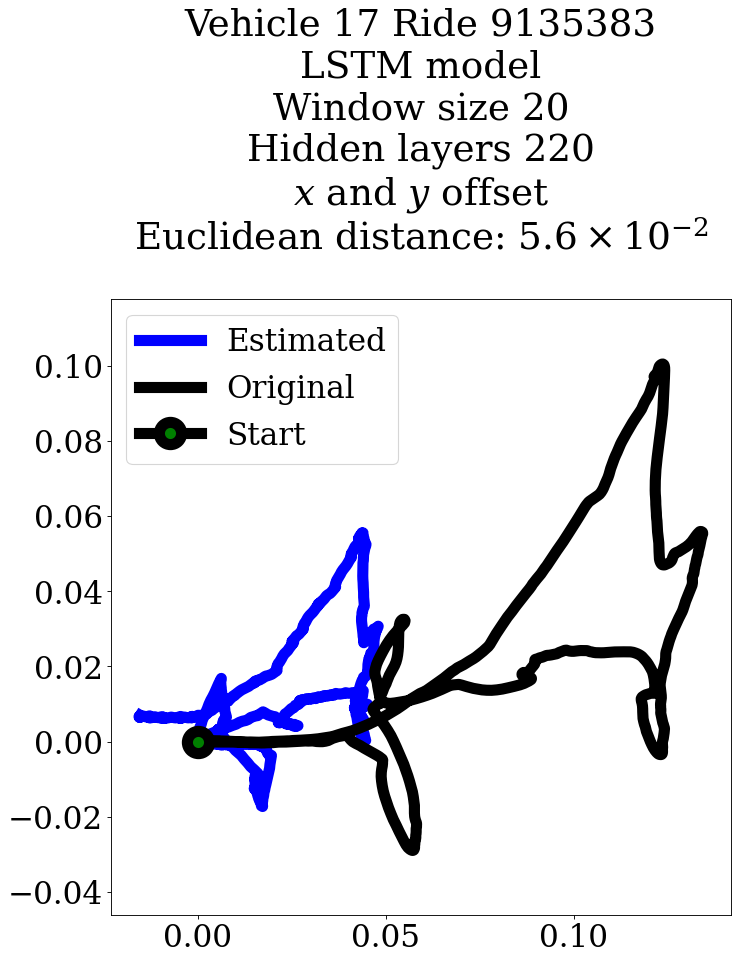 Vehicle 17 Ride 9135383
LSTM model
Window size 20
Hidden layers 220
x and y offset
Euclidean distance: 5.6 × 10⁻²
Estimated
Original
Start
0.10
0.08
0.06
0.04
0.02
0.00
−0.02
−0.04
0.00 0.05 0.10